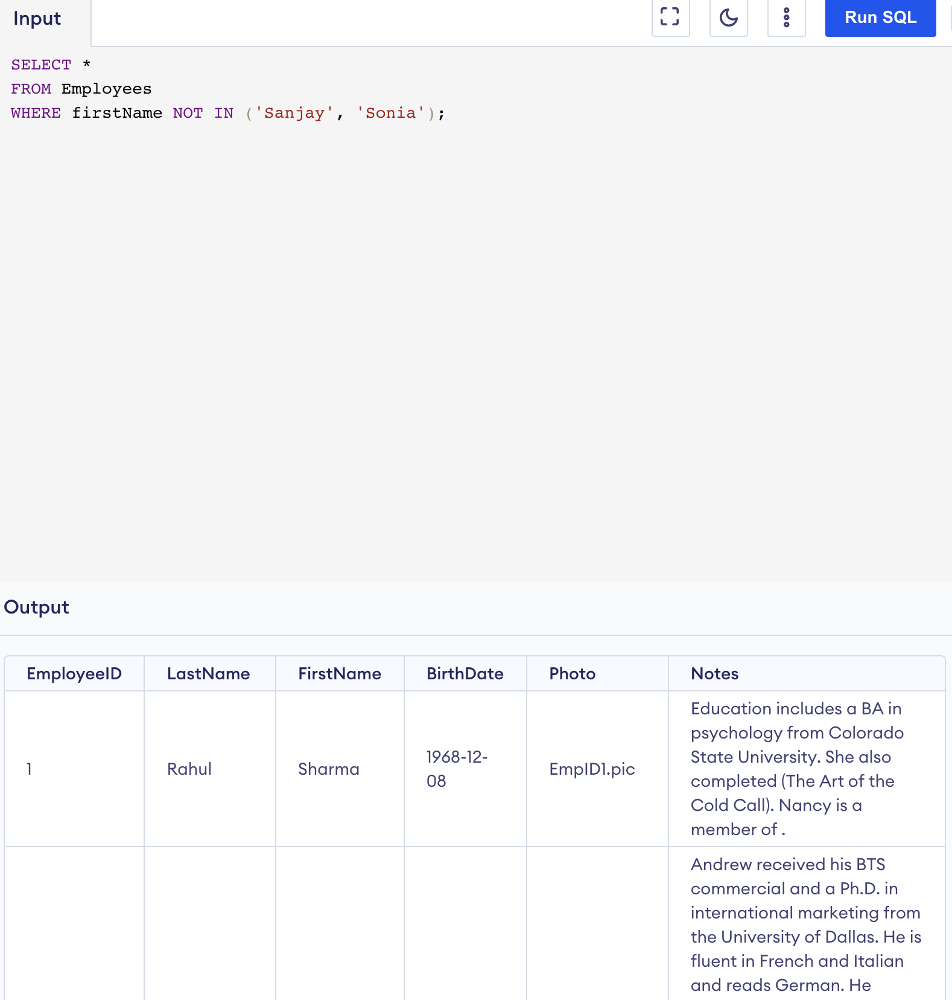 Input
Run SQL
SELECT *
FROM Employees
WHERE firstName NOT IN ('Sanjay', 'Sonia');
Output
EmployeeID LastName FirstName BirthDate Photo Notes
1 Rahul Sharma 1968-12-
08 EmpID1.pic Education includes a BA in
psychology from Colorado
State University. She also
completed (The Art of the
Cold Call). Nancy is a
member of .
Andrew received his BTS
commercial and a Ph.D. in
international marketing from
the University of Dallas. He is
fluent in French and Italian
and reads German. He